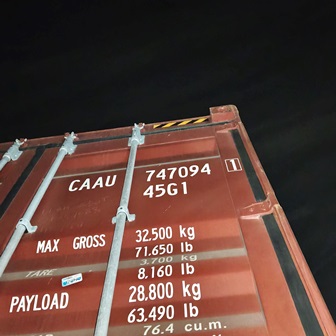 CAAU 747094 1
45G1
MAX GROSS 32.500 kg
71.650 lb
TARE 3.700 kg
8.160 lb
PAYLOAD 28.800 kg
63.490 lb
76.4 cu.m.